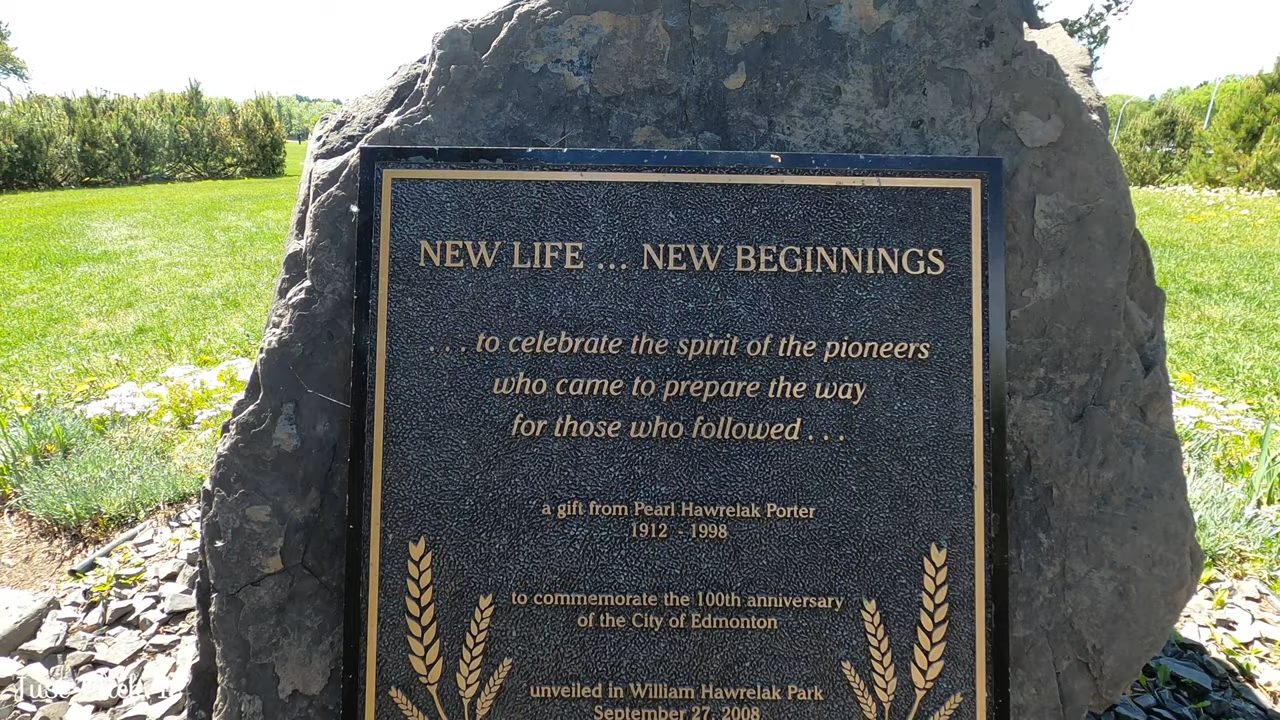 NEW LIFE ... NEW BEGINNINGS
. . . to celebrate the spirit of the pioneers
who came to prepare the way
for those who followed . . .
a gift from Pearl Hawrelak Porter
1912 - 1998
to commemorate the 100th anniversary
of the City of Edmonton
unveiled in William Hawrelak Park
September 27, 2008